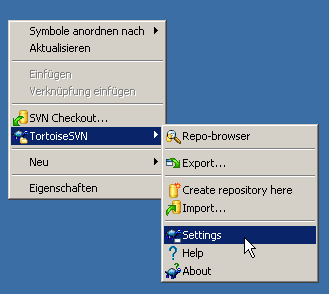 Symbole anordnen nach
Aktualisieren
Einfügen
Verknüpfung einfügen
SVN Checkout...
TortoiseSVN
Neu
Eigenschaften
Repo-browser
Export...
Create repository here
Import...
Settings
Help
About